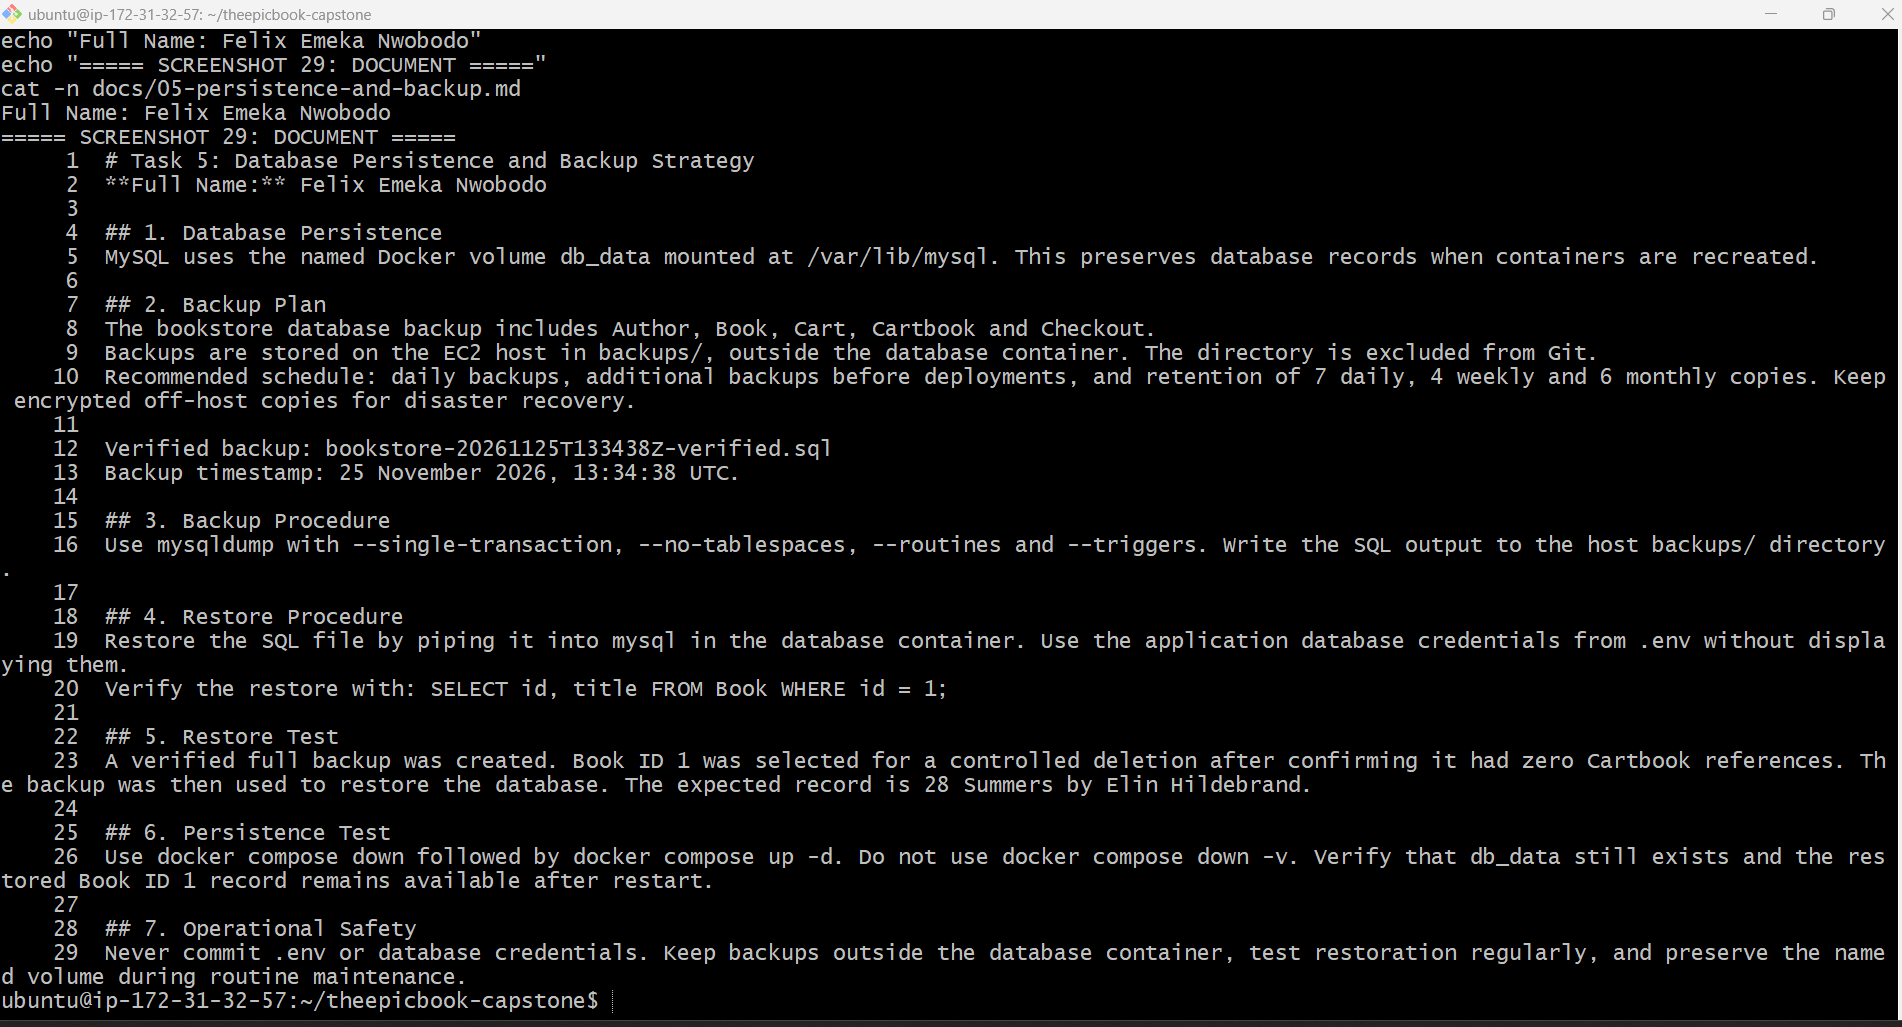 ubuntu@ip-172-31-32-57: ~/theepicbook-capstone
echo "Full Name: Felix Emeka Nwobodo"
echo "===== SCREENSHOT 29: DOCUMENT ====="
cat -n docs/05-persistence-and-backup.md
Full Name: Felix Emeka Nwobodo
===== SCREENSHOT 29: DOCUMENT =====
1 # Task 5: Database Persistence and Backup Strategy
2 **Full Name:** Felix Emeka Nwobodo
3
4 ## 1. Database Persistence
5 MySQL uses the named Docker volume db_data mounted at /var/lib/mysql. This preserves database records when containers are recreated.
6
7 ## 2. Backup Plan
8 The bookstore database backup includes Author, Book, Cart, Cartbook and Checkout.
9 Backups are stored on the EC2 host in backups/, outside the database container. The directory is excluded from Git.
10 Recommended schedule: daily backups, additional backups before deployments, and retention of 7 daily, 4 weekly and 6 monthly copies. Keep
encrypted off-host copies for disaster recovery.
11
12 Verified backup: bookstore-20261125T133438Z-verified.sql
13 Backup timestamp: 25 November 2026, 13:34:38 UTC.
14
15 ## 3. Backup Procedure
16 Use mysqldump with --single-transaction, --no-tablespaces, --routines and --triggers. Write the SQL output to the host backups/ directory
.
17
18 ## 4. Restore Procedure
19 Restore the SQL file by piping it into mysql in the database container. Use the application database credentials from .env without displa
ying them.
20 Verify the restore with: SELECT id, title FROM Book WHERE id = 1;
21
22 ## 5. Restore Test
23 A verified full backup was created. Book ID 1 was selected for a controlled deletion after confirming it had zero Cartbook references. Th
e backup was then used to restore the database. The expected record is 28 Summers by Elin Hildebrand.
24
25 ## 6. Persistence Test
26 Use docker compose down followed by docker compose up -d. Do not use docker compose down -v. Verify that db_data still exists and the res
tored Book ID 1 record remains available after restart.
27
28 ## 7. Operational Safety
29 Never commit .env or database credentials. Keep backups outside the database container, test restoration regularly, and preserve the name
d volume during routine maintenance.
ubuntu@ip-172-31-32-57:~/theepicbook-capstone$